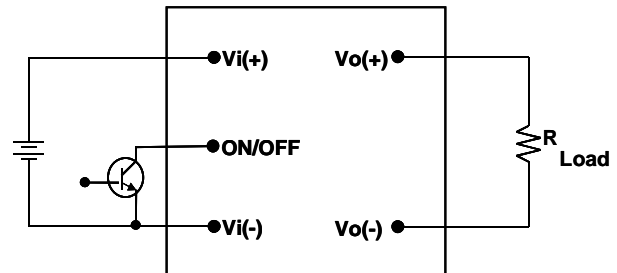 Vi(+)
Vo(+)
ON/OFF
R
Load
Vi(-)
Vo(-)